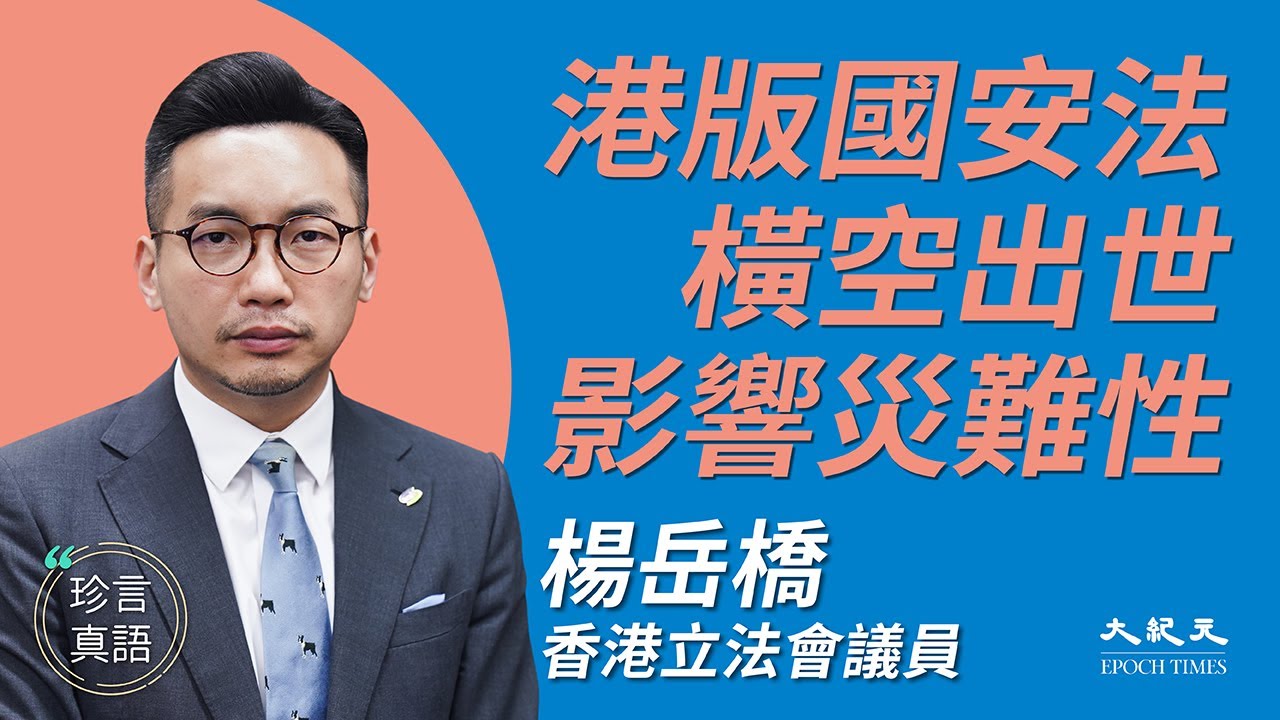 港版國安法
橫空出世
影響災難性
楊岳橋
香港立法會議員
“珍言
真語
大紀元
EPOCH TIMES